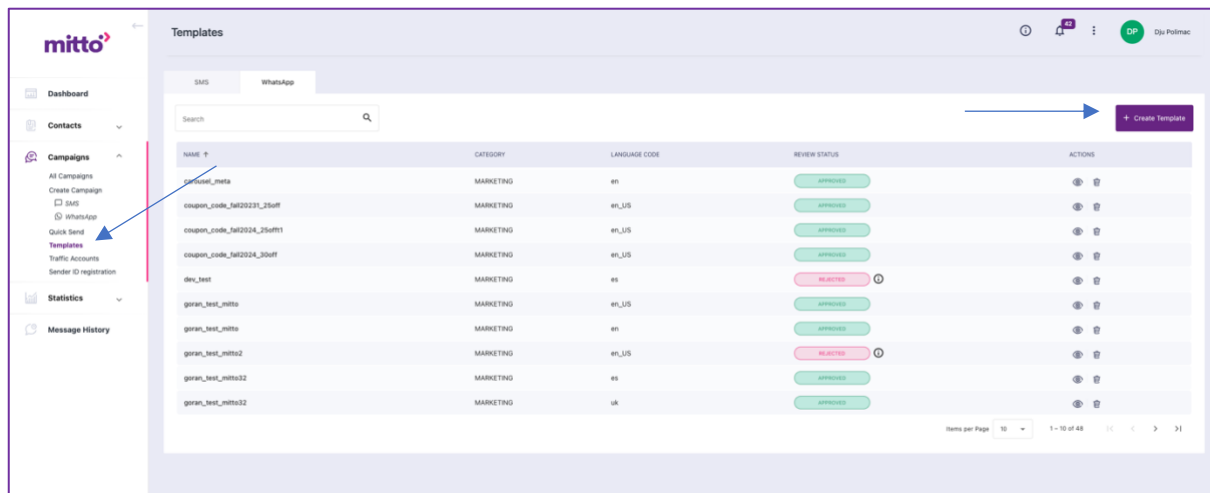 mitto
Templates
42
DP
Dju Polimac
Dashboard
Contacts
Campaigns
All Campaigns
Create Campaign
SMS
WhatsApp
Quick Send
Templates
Traffic Accounts
Sender ID registration
Statistics
Message History
SMS WhatsApp
Search
+ Create Template
NAME ↑ CATEGORY LANGUAGE CODE REVIEW STATUS ACTIONS
carousel_meta MARKETING en APPROVED
coupon_code_fall20231_25off MARKETING en_US APPROVED
coupon_code_fall2024_25offt1 MARKETING en_US APPROVED
coupon_code_fall2024_30off MARKETING en_US APPROVED
dev_test MARKETING es REJECTED
goran_test_mitto MARKETING en_US APPROVED
goran_test_mitto MARKETING en APPROVED
goran_test_mitto2 MARKETING en_US REJECTED
goran_test_mitto32 MARKETING es APPROVED
goran_test_mitto32 MARKETING uk APPROVED
Items per Page 10 1 – 10 of 48